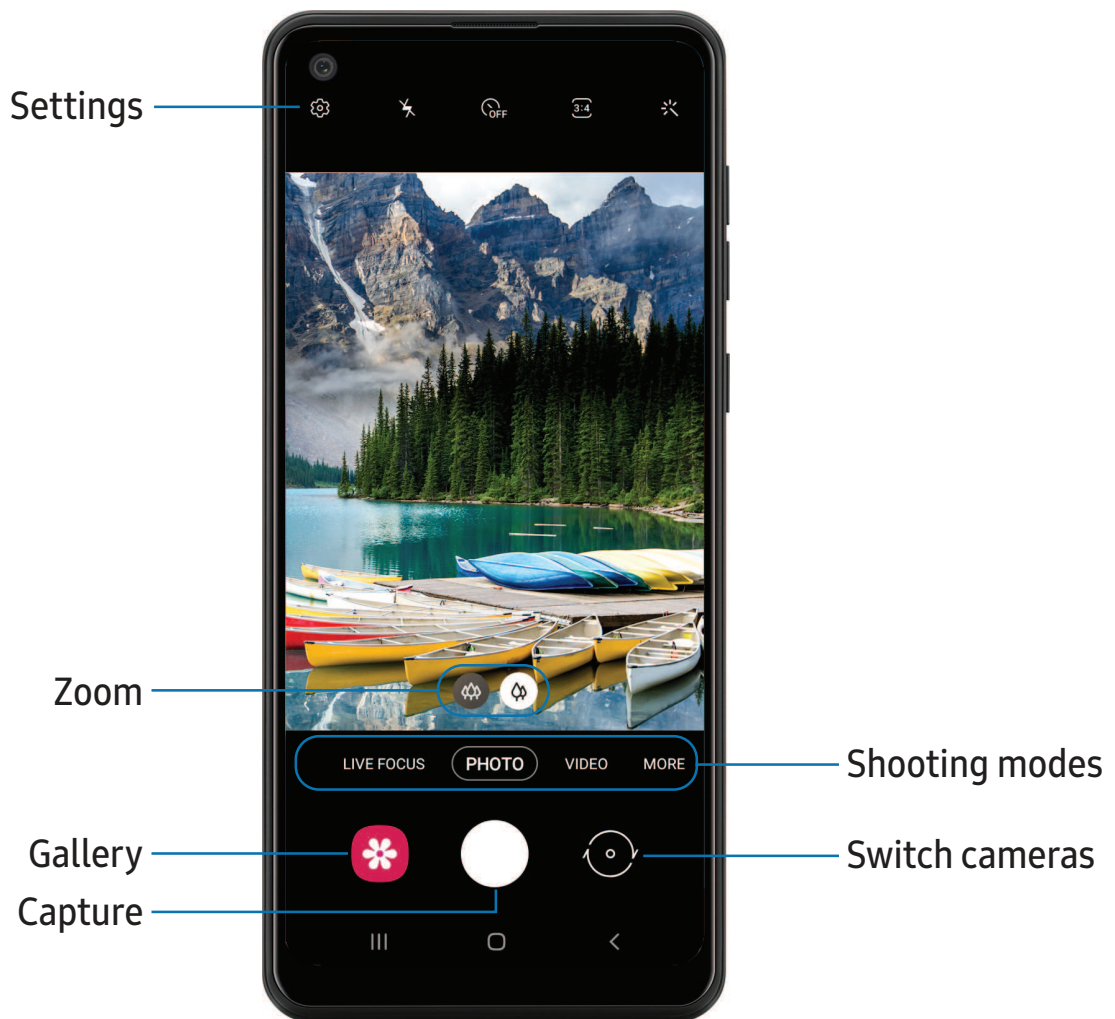 Settings
OFF
3:4
Zoom
LIVE FOCUS PHOTO VIDEO MORE
Shooting modes
Gallery
Switch cameras
Capture